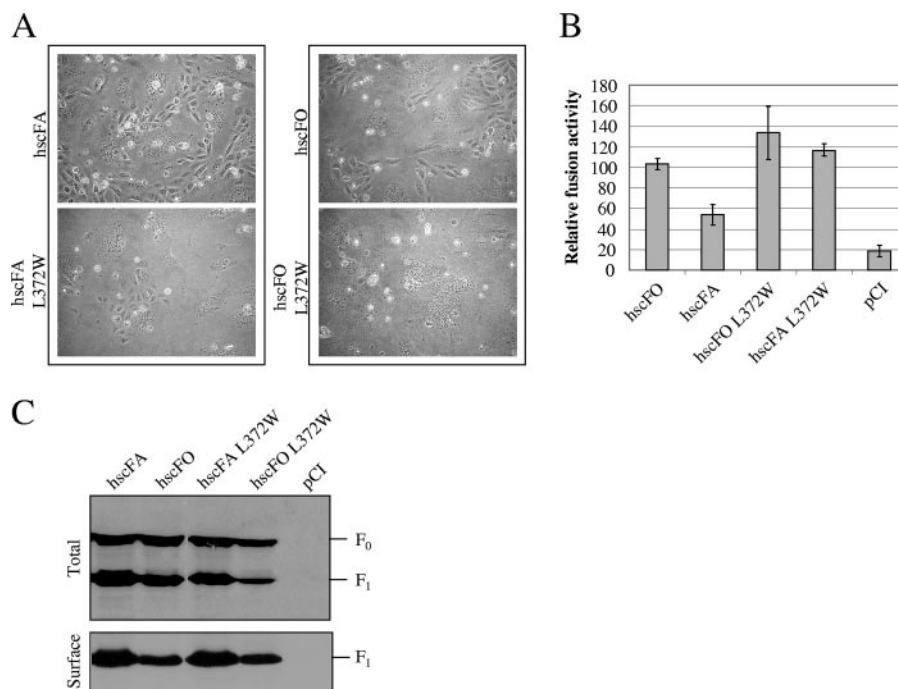 A
hscFA
hscFA
L372W
hscFO
hscFO
L372W
B
Relative fusion activity
180
160
140
120
100
80
60
40
20
0
hscFO
hscFA
hscFO L372W
hscFA L372W
pCI
C
hscFA
hscFO
hscFA L372W
hscFO L372W
pCI
Total
F₀
F₁
Surface
F₁